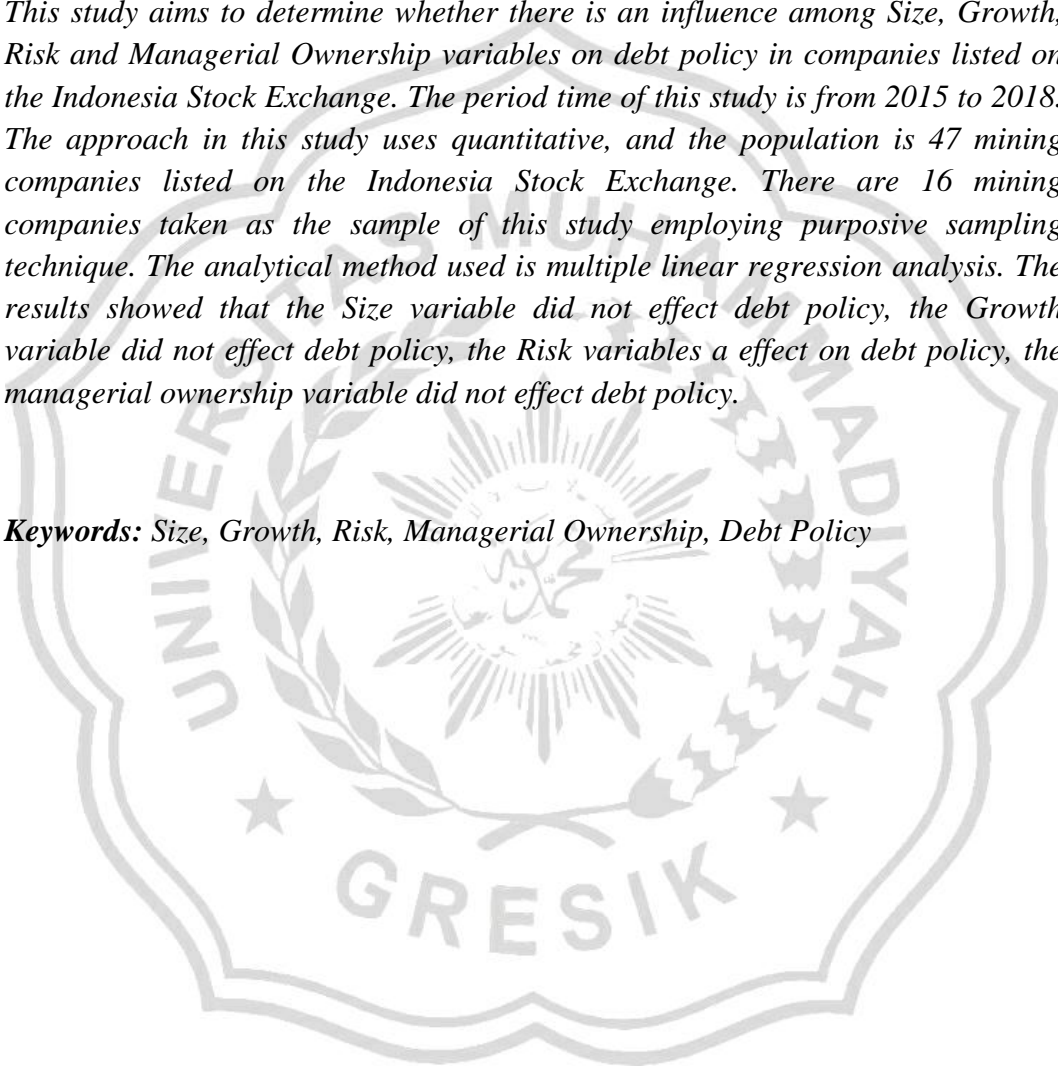 This study aims to determine whether there is an influence among Size, Growth,
Risk and Managerial Ownership variables on debt policy in companies listed on
the Indonesia Stock Exchange. The period time of this study is from 2015 to 2018.
The approach in this study uses quantitative, and the population is 47 mining
companies listed on the Indonesia Stock Exchange. There are 16 mining
companies taken as the sample of this study employing purposive sampling
technique. The analytical method used is multiple linear regression analysis. The
results showed that the Size variable did not effect debt policy, the Growth
variable did not effect debt policy, the Risk variables a effect on debt policy, the
managerial ownership variable did not effect debt policy.
Keywords: Size, Growth, Risk, Managerial Ownership, Debt Policy
UNIVERSITAS MUHAMMADIYAH
GRESIK